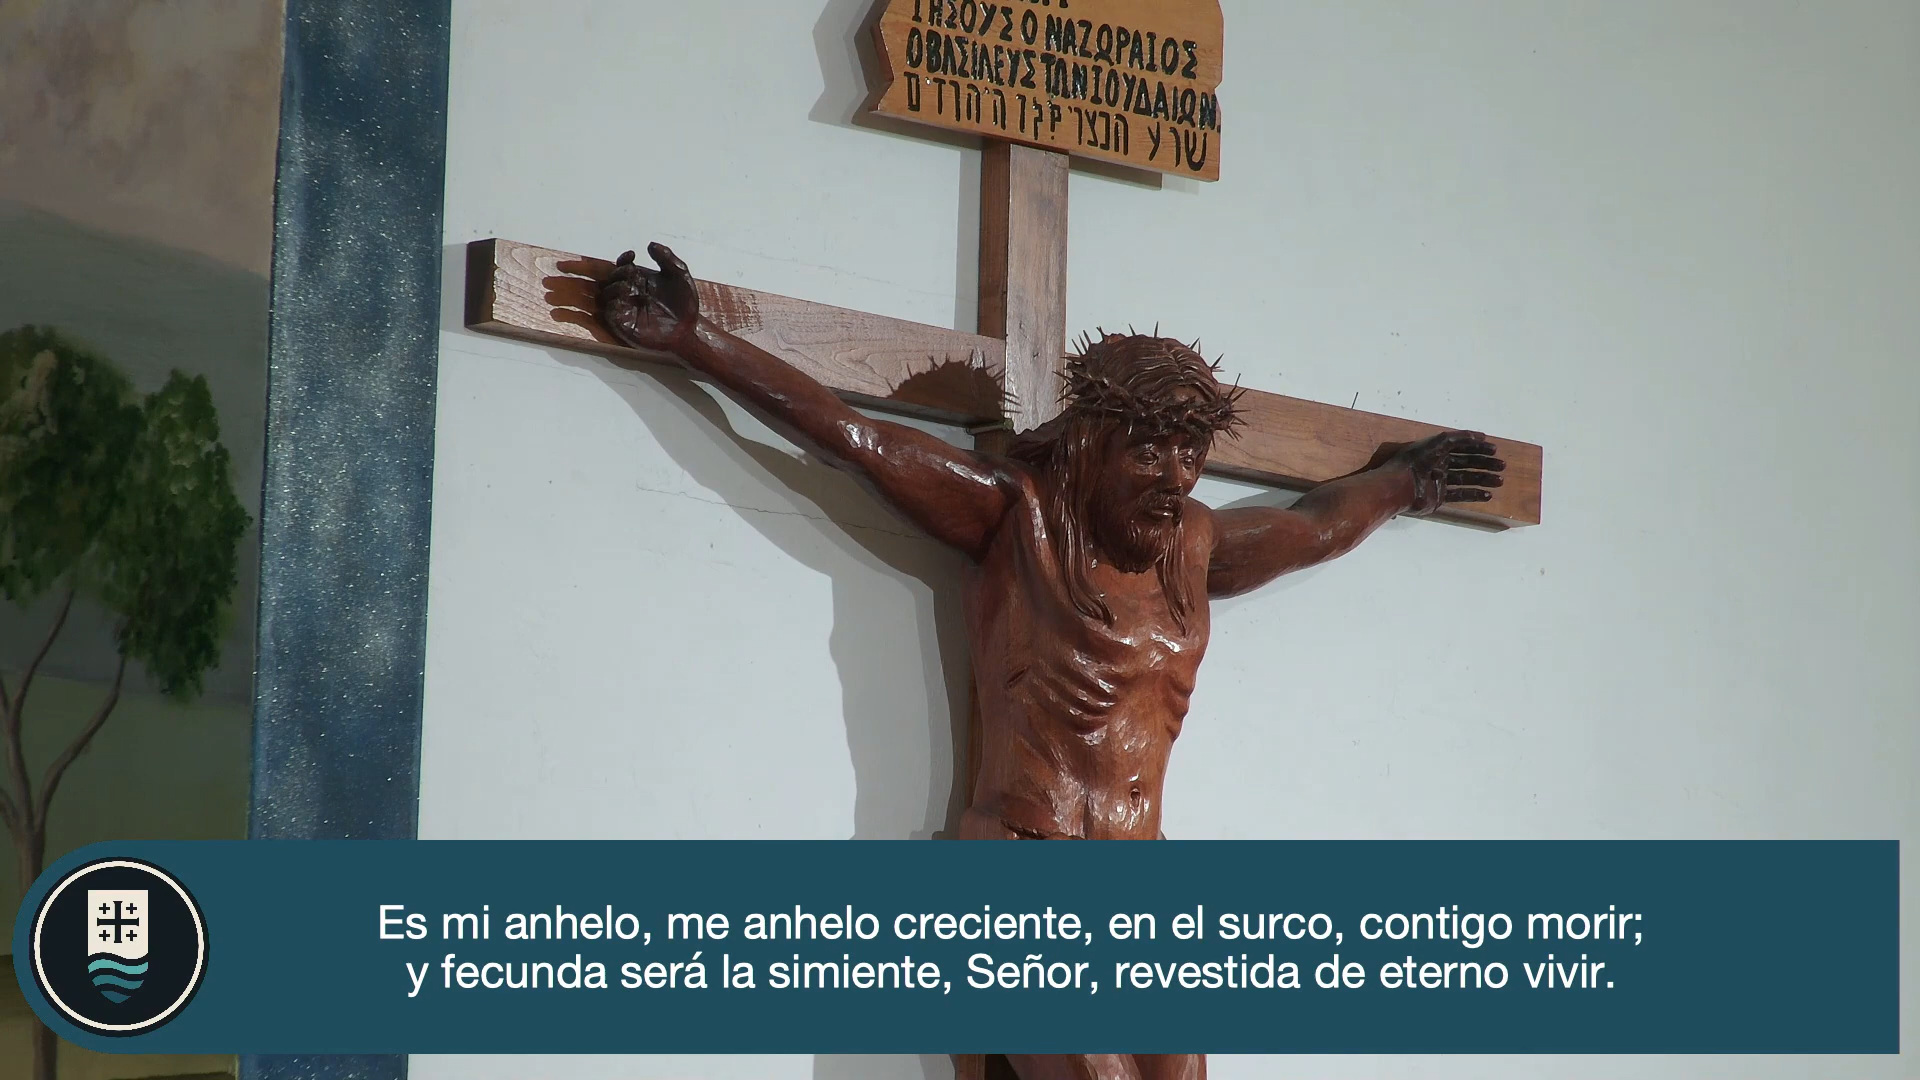 ΙΗΣΟΥΣ Ο ΝΑΖΩΡΑΙΟΣ
Ο ΒΑΣΙΛΕΥΣ ΤΩΝ ΙΟΥΔΑΙΩΝ.
Es mi anhelo, me anhelo creciente, en el surco, contigo morir;
y fecunda será la simiente, Señor, revestida de eterno vivir.